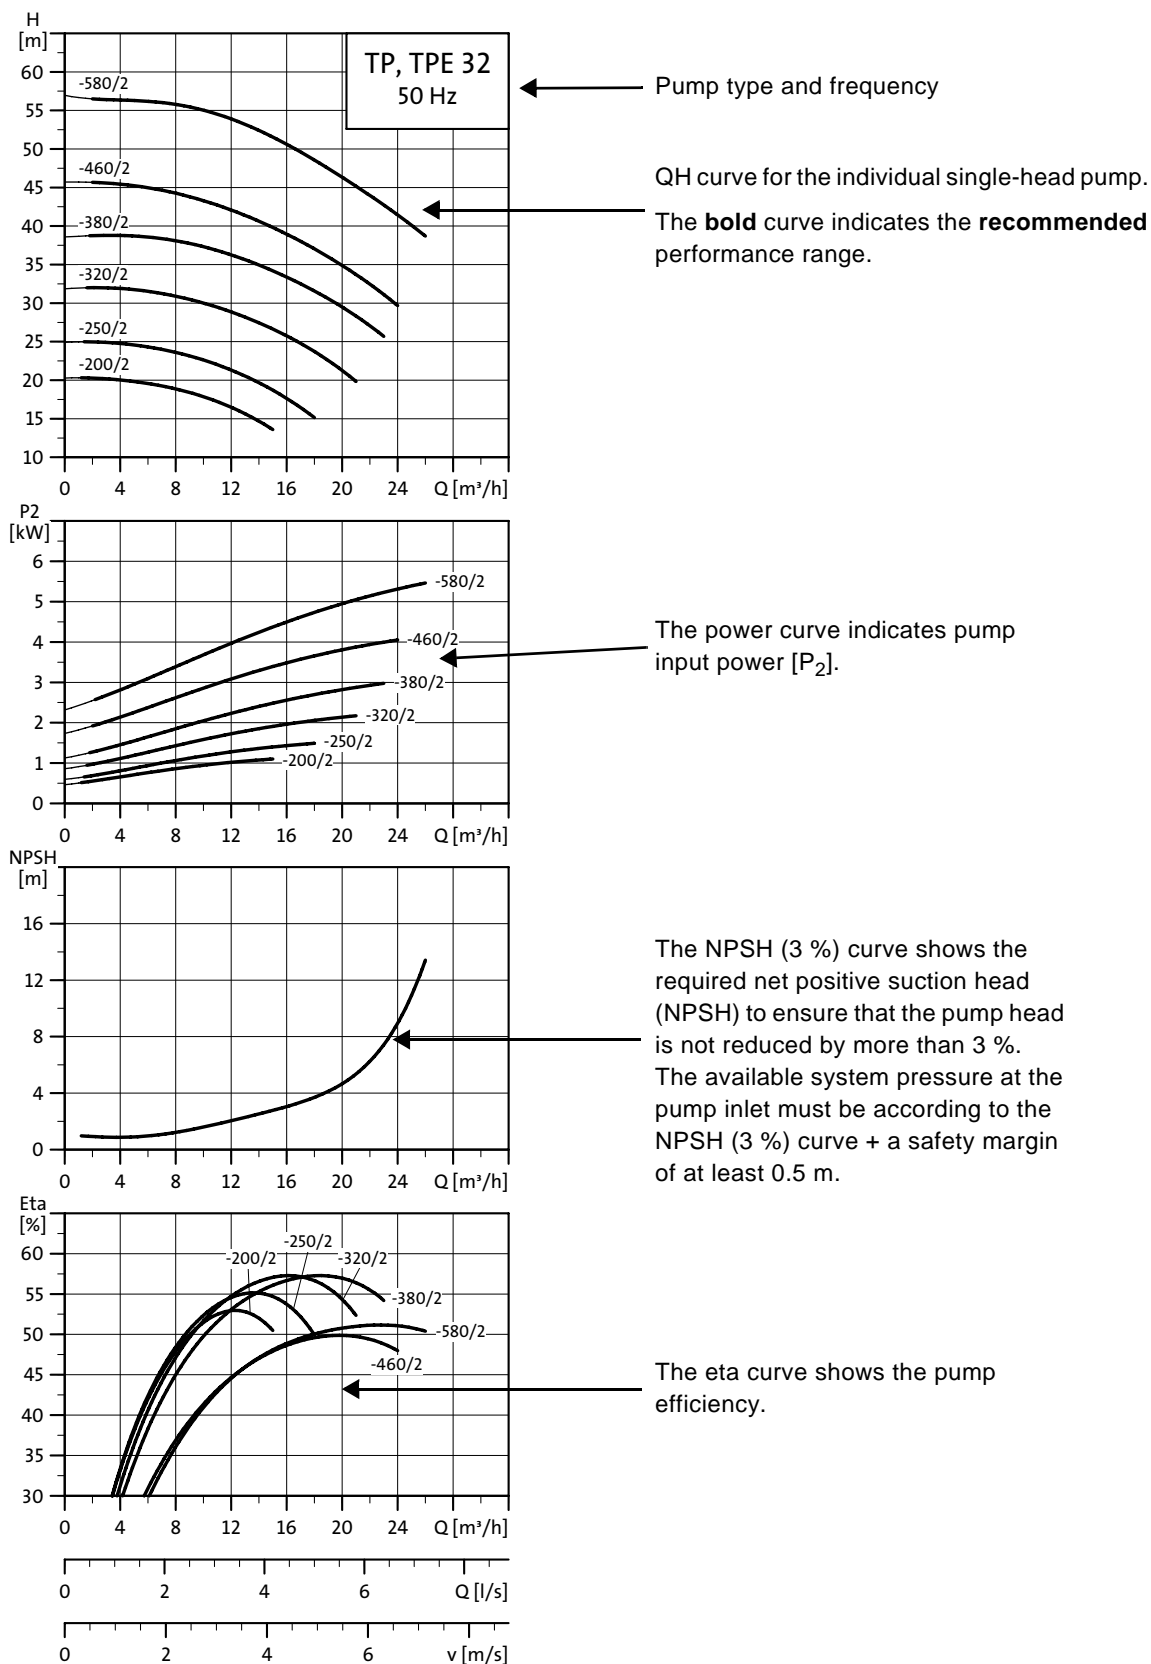 H
[m]
TP, TPE 32
50 Hz
60
55
50
45
40
35
30
25
20
15
10
-580/2
-460/2
-380/2
-320/2
-250/2
-200/2
0 4 8 12 16 20 24 Q [m³/h]
Pump type and frequency
QH curve for the individual single-head pump.
The bold curve indicates the recommended
performance range.
P2
[kW]
6
5
4
3
2
1
0
-580/2
-460/2
-380/2
-320/2
-250/2
-200/2
0 4 8 12 16 20 24 Q [m³/h]
The power curve indicates pump
input power [P₂].
NPSH
[m]
16
12
8
4
0
0 4 8 12 16 20 24 Q [m³/h]
The NPSH (3 %) curve shows the
required net positive suction head
(NPSH) to ensure that the pump head
is not reduced by more than 3 %.
The available system pressure at the
pump inlet must be according to the
NPSH (3 %) curve + a safety margin
of at least 0.5 m.
Eta
[%]
60
55
50
45
40
35
30
-200/2
-250/2
-320/2
-380/2
-580/2
-460/2
0 4 8 12 16 20 24 Q [m³/h]
The eta curve shows the pump
efficiency.
0 2 4 6 Q [l/s]
0 2 4 6 v [m/s]